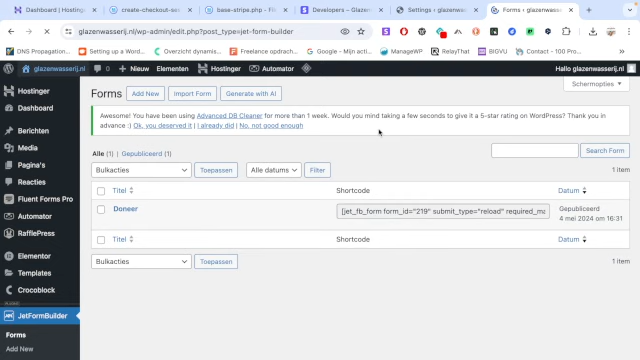 Dashboard | Hosting...
create-checkout-ses
base-stripe.php - Fl
Developers – Glazen
Settings ‹ glazenwass
Forms ‹ glazenwasser
glazenwasserij.nl/wp-admin/edit.php?post_type=jet-form-builder
DNS Propagation...
Setting up a Word...
Overzicht dynamis...
Freelance opdrach...
Google - Mijn activ...
ManageWP
RelayThat
BIGVU
Contact - 100 Pro...
glazenwasserij.nl
0
Nieuw
Elementen
Hostinger
Automator
Hallo glazenwasserij.nl
Hostinger
Dashboard
Berichten
Media
Pagina's
Reacties
Fluent Forms Pro
Automator
RafflePress
Elementor
Templates
Crocoblock
JetFormBuilder
Forms
Add New
Schermopties
Forms
Add New
Import Form
Generate with AI
Awesome! You have been using Advanced DB Cleaner for more than 1 week. Would you mind taking a few seconds to give it a 5-star rating on WordPress? Thank you in
advance :) Ok, you deserved it | I already did | No, not good enough
Alle (1) | Gepubliceerd (1)
Search Form
Bulkacties
Toepassen
Alle datums
Filter
1 item
Titel
Shortcode
Datum
Doneer
[jet_fb_form form_id="219" submit_type="reload" required_ma
Gepubliceerd
4 mei 2024 om 16:31
Titel
Shortcode
Datum
Bulkacties
Toepassen
1 item